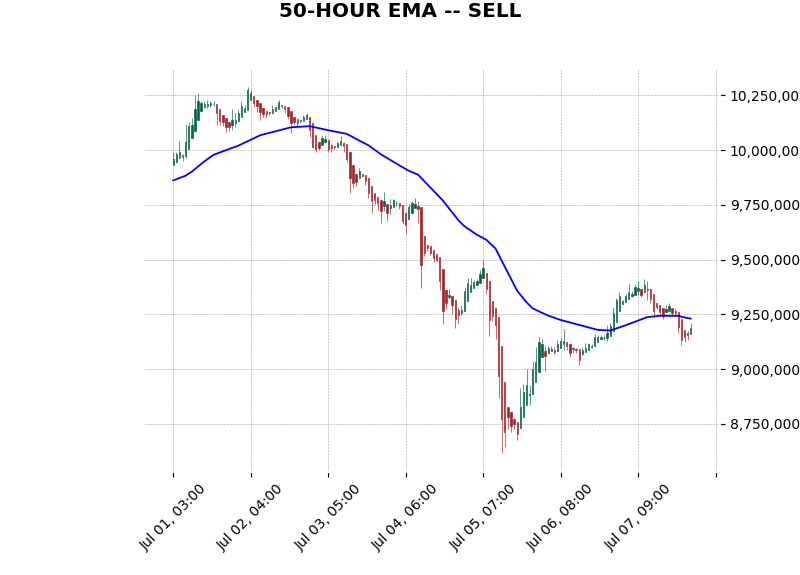 50-HOUR EMA -- SELL
10,250,00
10,000,00
9,750,000
9,500,000
9,250,000
9,000,000
8,750,000
Jul 01, 03:00
Jul 02, 04:00
Jul 03, 05:00
Jul 04, 06:00
Jul 05, 07:00
Jul 06, 08:00
Jul 07, 09:00